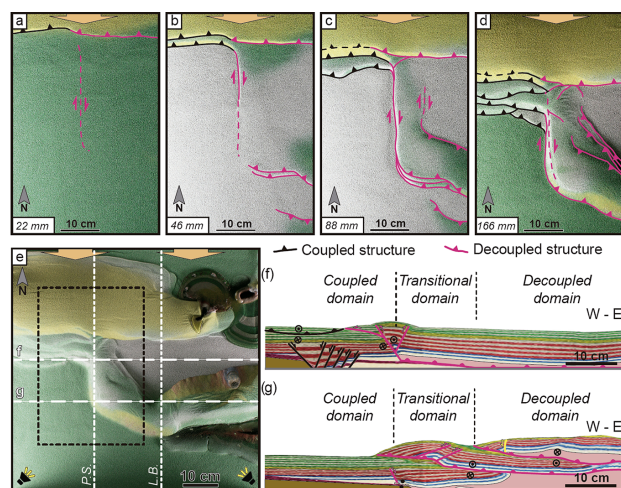 a
b
c
d
N
N
N
N
22 mm
10 cm
46 mm
10 cm
88 mm
10 cm
166 mm
10 cm
e
N
Coupled structure
Decoupled structure
f
g
P.S.
L.B.
10 cm
(f)
Coupled domain
Transitional domain
Decoupled domain
W - E
10 cm
(g)
Coupled domain
Transitional domain
Decoupled domain
W - E
10 cm